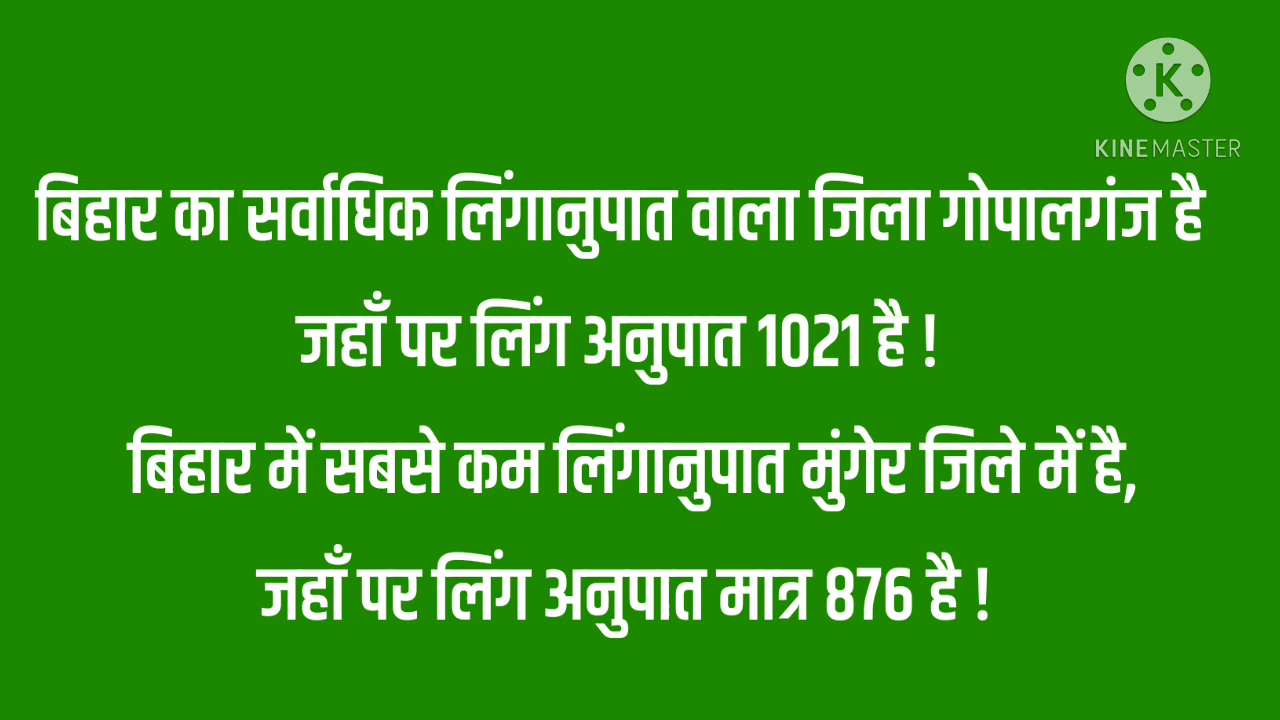 K
KINEMASTER
बिहार का सर्वाधिक लिंगानुपात वाला जिला गोपालगंज है
जहाँ पर लिंग अनुपात 1021 है !
बिहार में सबसे कम लिंगानुपात मुंगेर जिले में है,
जहाँ पर लिंग अनुपात मात्र 876 है !